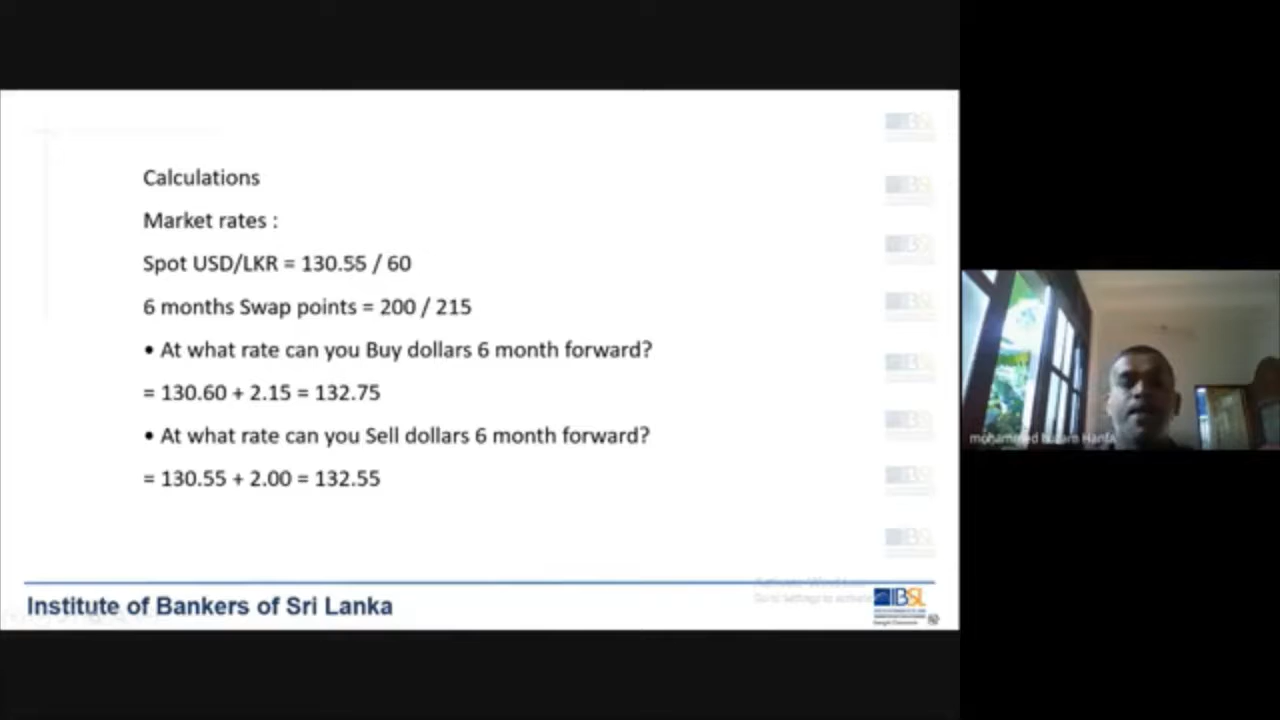 Calculations
Market rates :
Spot USD/LKR = 130.55 / 60
6 months Swap points = 200 / 215
• At what rate can you Buy dollars 6 month forward?
= 130.60 + 2.15 = 132.75
• At what rate can you Sell dollars 6 month forward?
= 130.55 + 2.00 = 132.55
Institute of Bankers of Sri Lanka
IBSL
mohammed